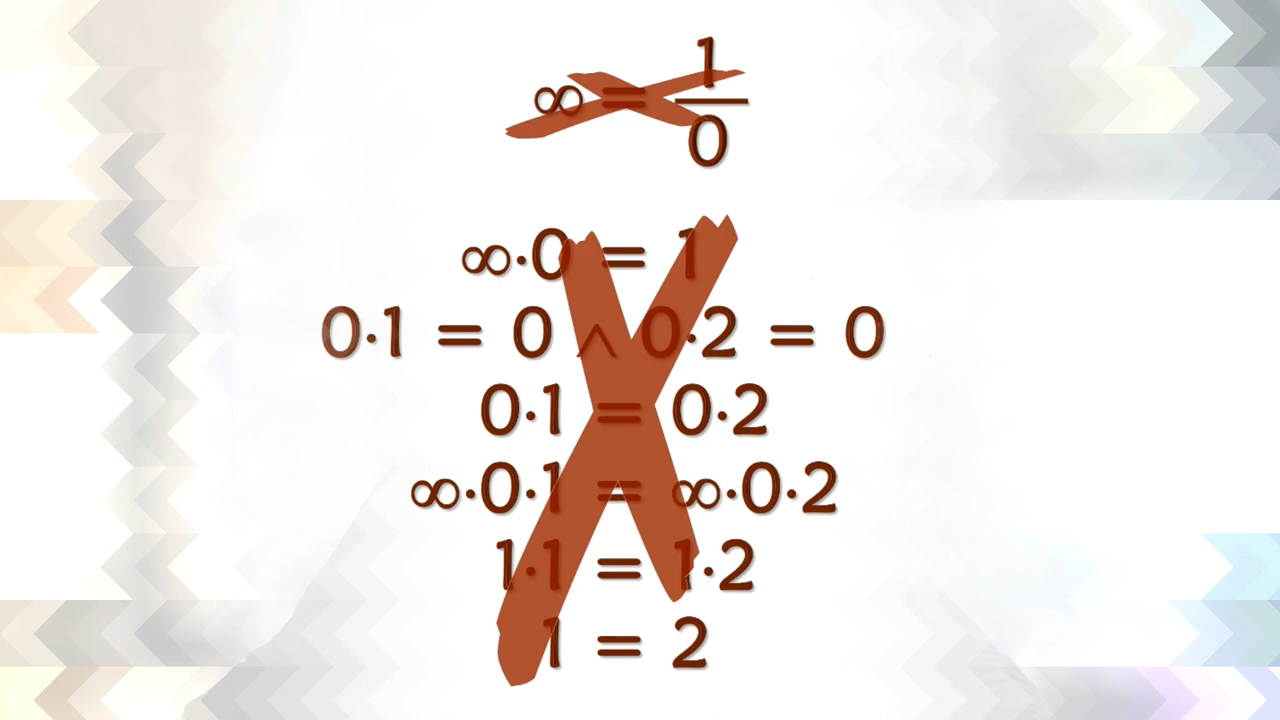 ∞ = 1/0
∞·0 = 1
0·1 = 0 ∧ 0·2 = 0
0·1 = 0·2
∞·0·1 = ∞·0·2
1·1 = 1·2
1 = 2